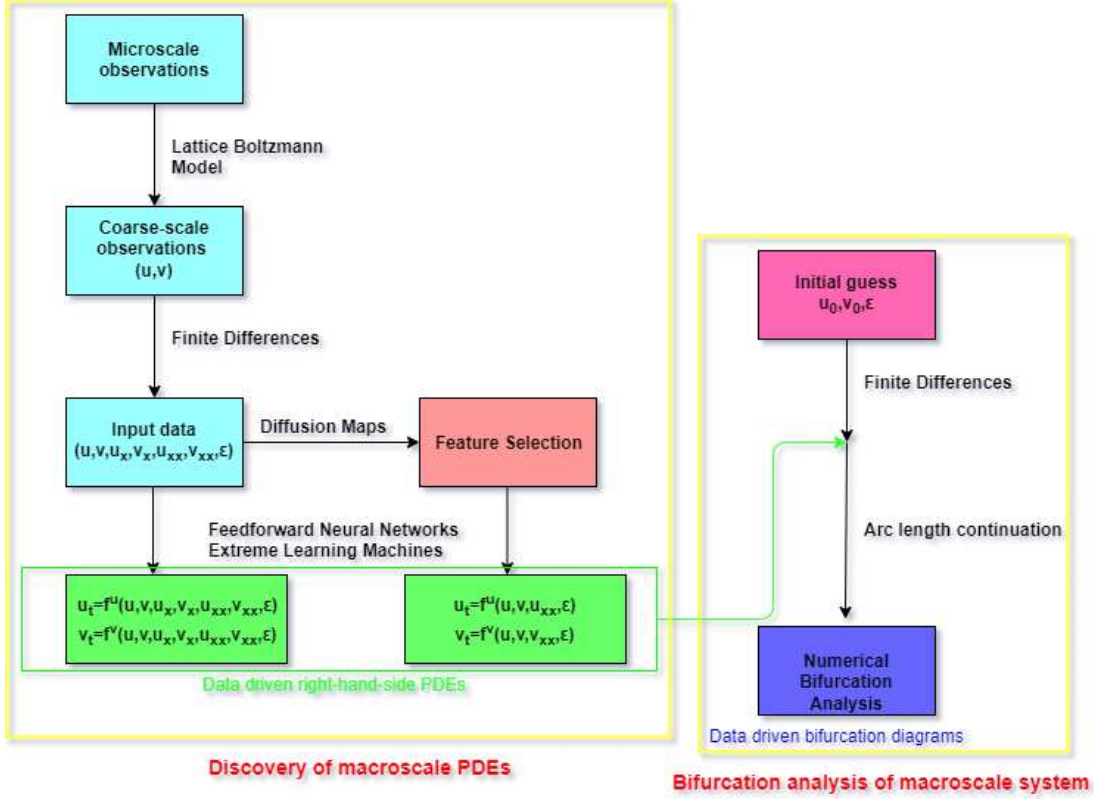 Microscale
observations
Lattice Boltzmann
Model
Coarse-scale
observations
(u,v)
Finite Differences
Input data
(u,v,uₓ,vₓ,uₓₓ,vₓₓ,ε)
Diffusion Maps
Feature Selection
Feedforward Neural Networks
Extreme Learning Machines
uₜ=fᵘ(u,v,uₓ,vₓ,uₓₓ,vₓₓ,ε)
vₜ=fᵛ(u,v,uₓ,vₓ,uₓₓ,vₓₓ,ε)
uₜ=fᵘ(u,v,uₓₓ,ε)
vₜ=fᵛ(u,v,vₓₓ,ε)
Data driven right-hand-side PDEs
Discovery of macroscale PDEs
Initial guess
u₀,v₀,ε
Finite Differences
Arc length continuation
Numerical
Bifurcation
Analysis
Data driven bifurcation diagrams
Bifurcation analysis of macroscale system